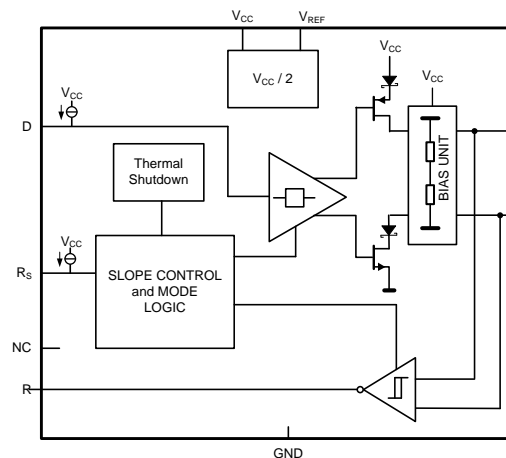 VCC VREF
VCC / 2
VCC
VCC
VCC
D
Thermal
Shutdown
BIAS UNIT
VCC
RS
SLOPE CONTROL
and MODE
LOGIC
NC
R
GND